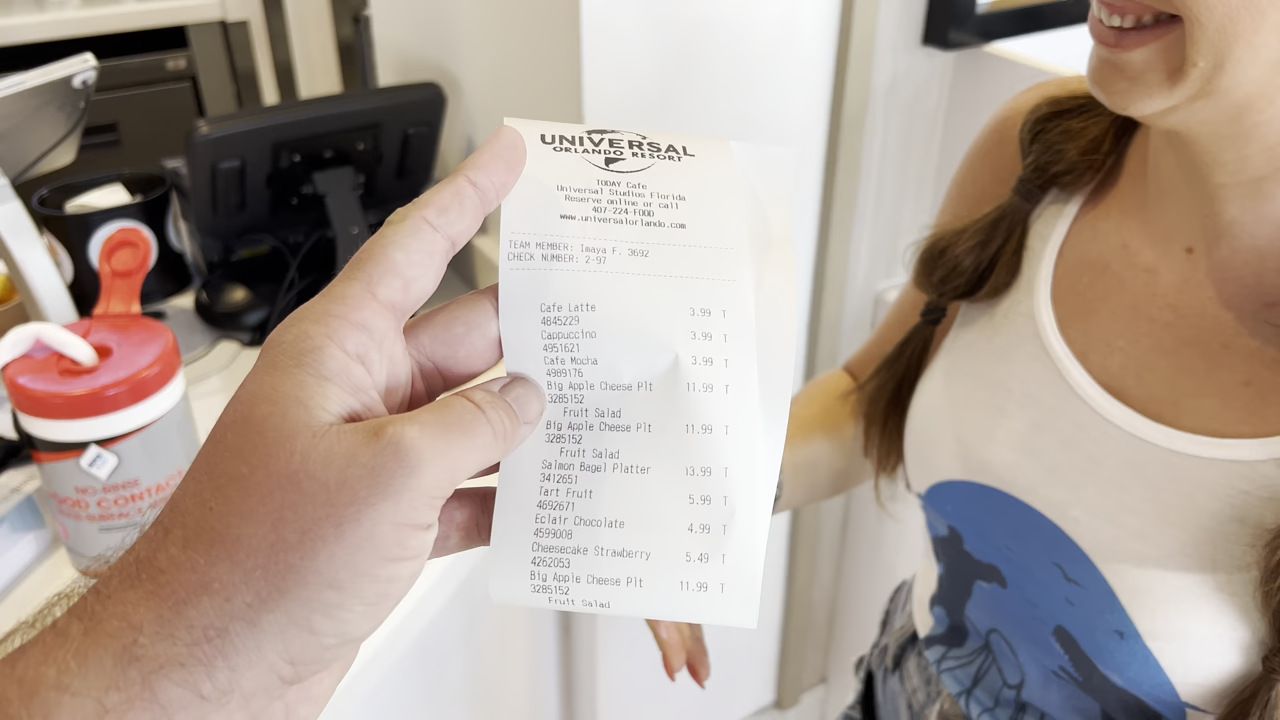 UNIVERSAL
ORLANDO RESORT
TODAY Cafe
Universal Studios Florida
Reserve online or call
407-224-FOOD
www.universalorlando.com
TEAM MEMBER: Imaya F. 3692
CHECK NUMBER: 2-97
Cafe Latte 3.99 T
4845229
Cappuccino 3.99 T
4951621
Cafe Mocha 3.99 T
4989176
Big Apple Cheese Plt 11.99 T
3285152
Fruit Salad
Big Apple Cheese Plt 11.99 T
3285152
Fruit Salad
Salmon Bagel Platter 13.99 T
3412651
Tart Fruit 5.99 T
4692671
Eclair Chocolate 4.99 T
4599008
Cheesecake Strawberry 5.49 T
4262053
Big Apple Cheese Plt 11.99 T
3285152
Fruit Salad
NO-RINSE
FOOD CONTACT